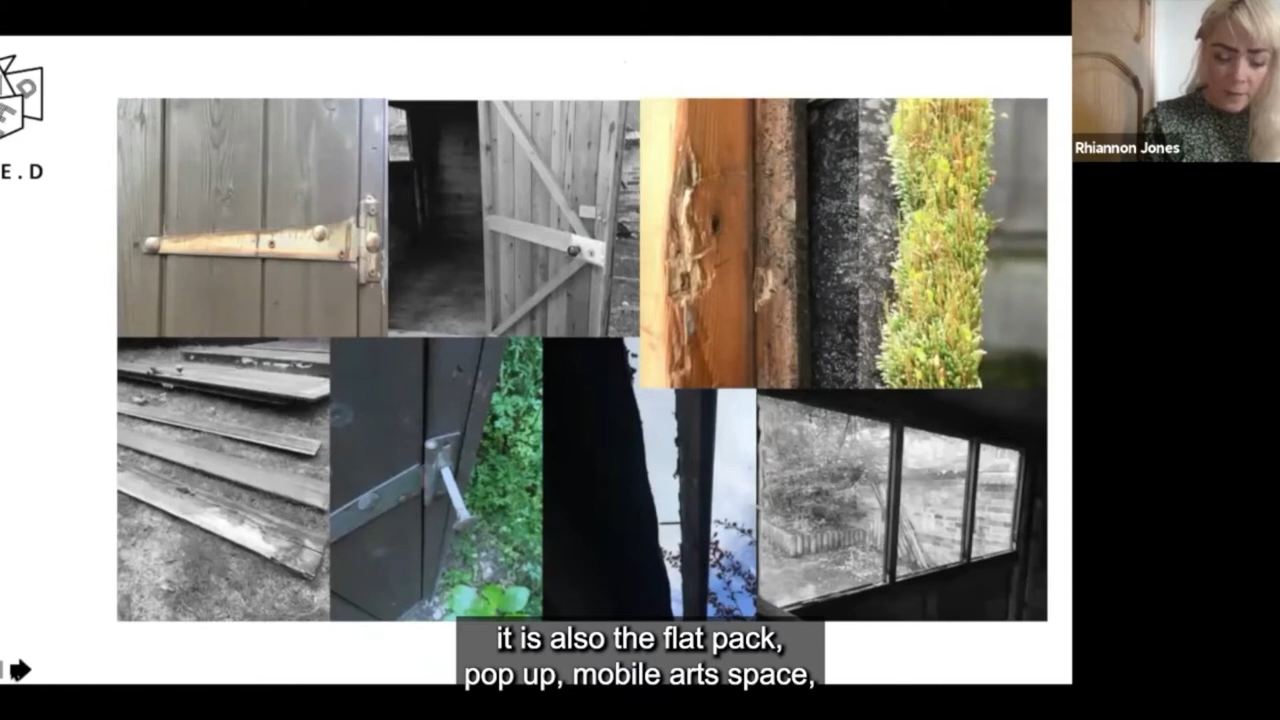 E.D
Rhiannon Jones
it is also the flat pack,
pop up, mobile arts space,